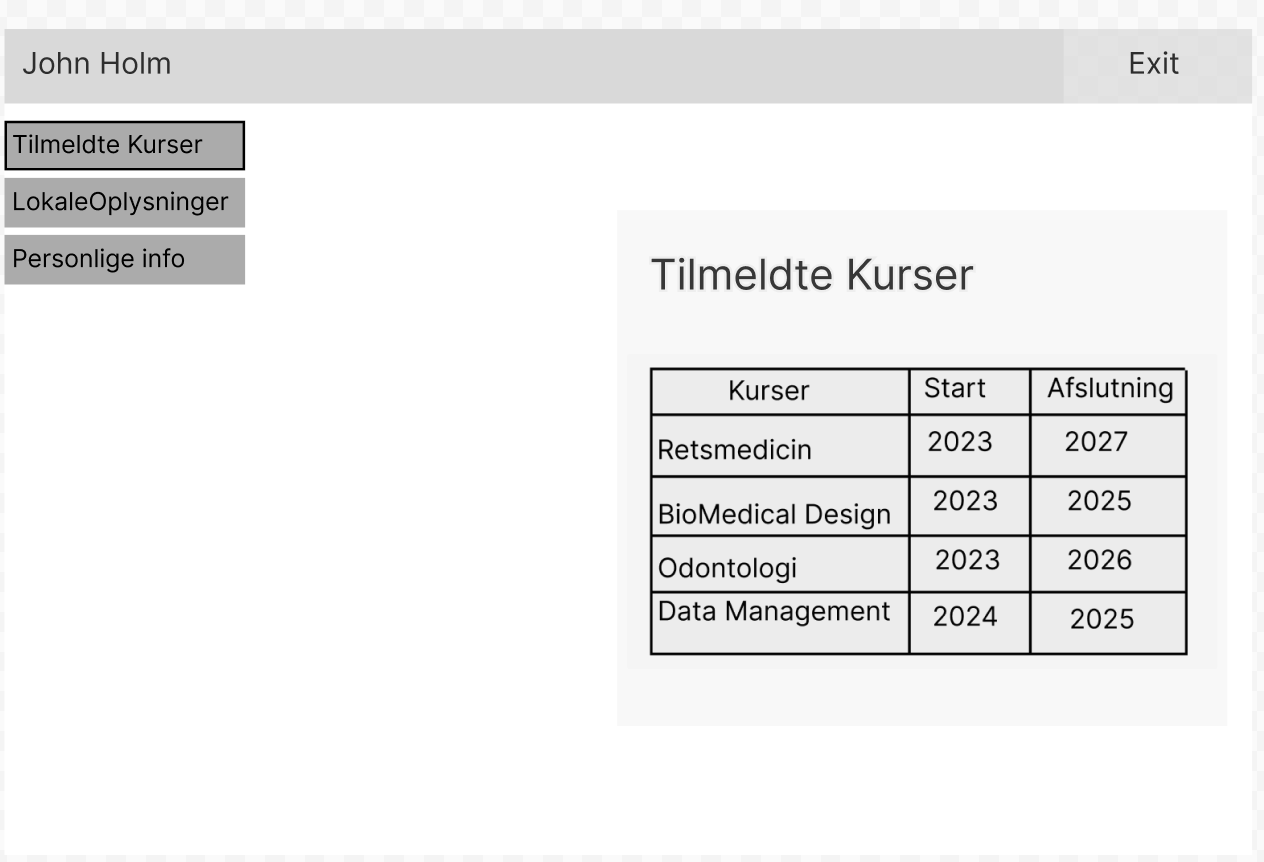 John Holm
Exit
Tilmeldte Kurser
LokaleOplysninger
Personlige info
Tilmeldte Kurser
Kurser Start Afslutning
Retsmedicin 2023 2027
BioMedical Design 2023 2025
Odontologi 2023 2026
Data Management 2024 2025